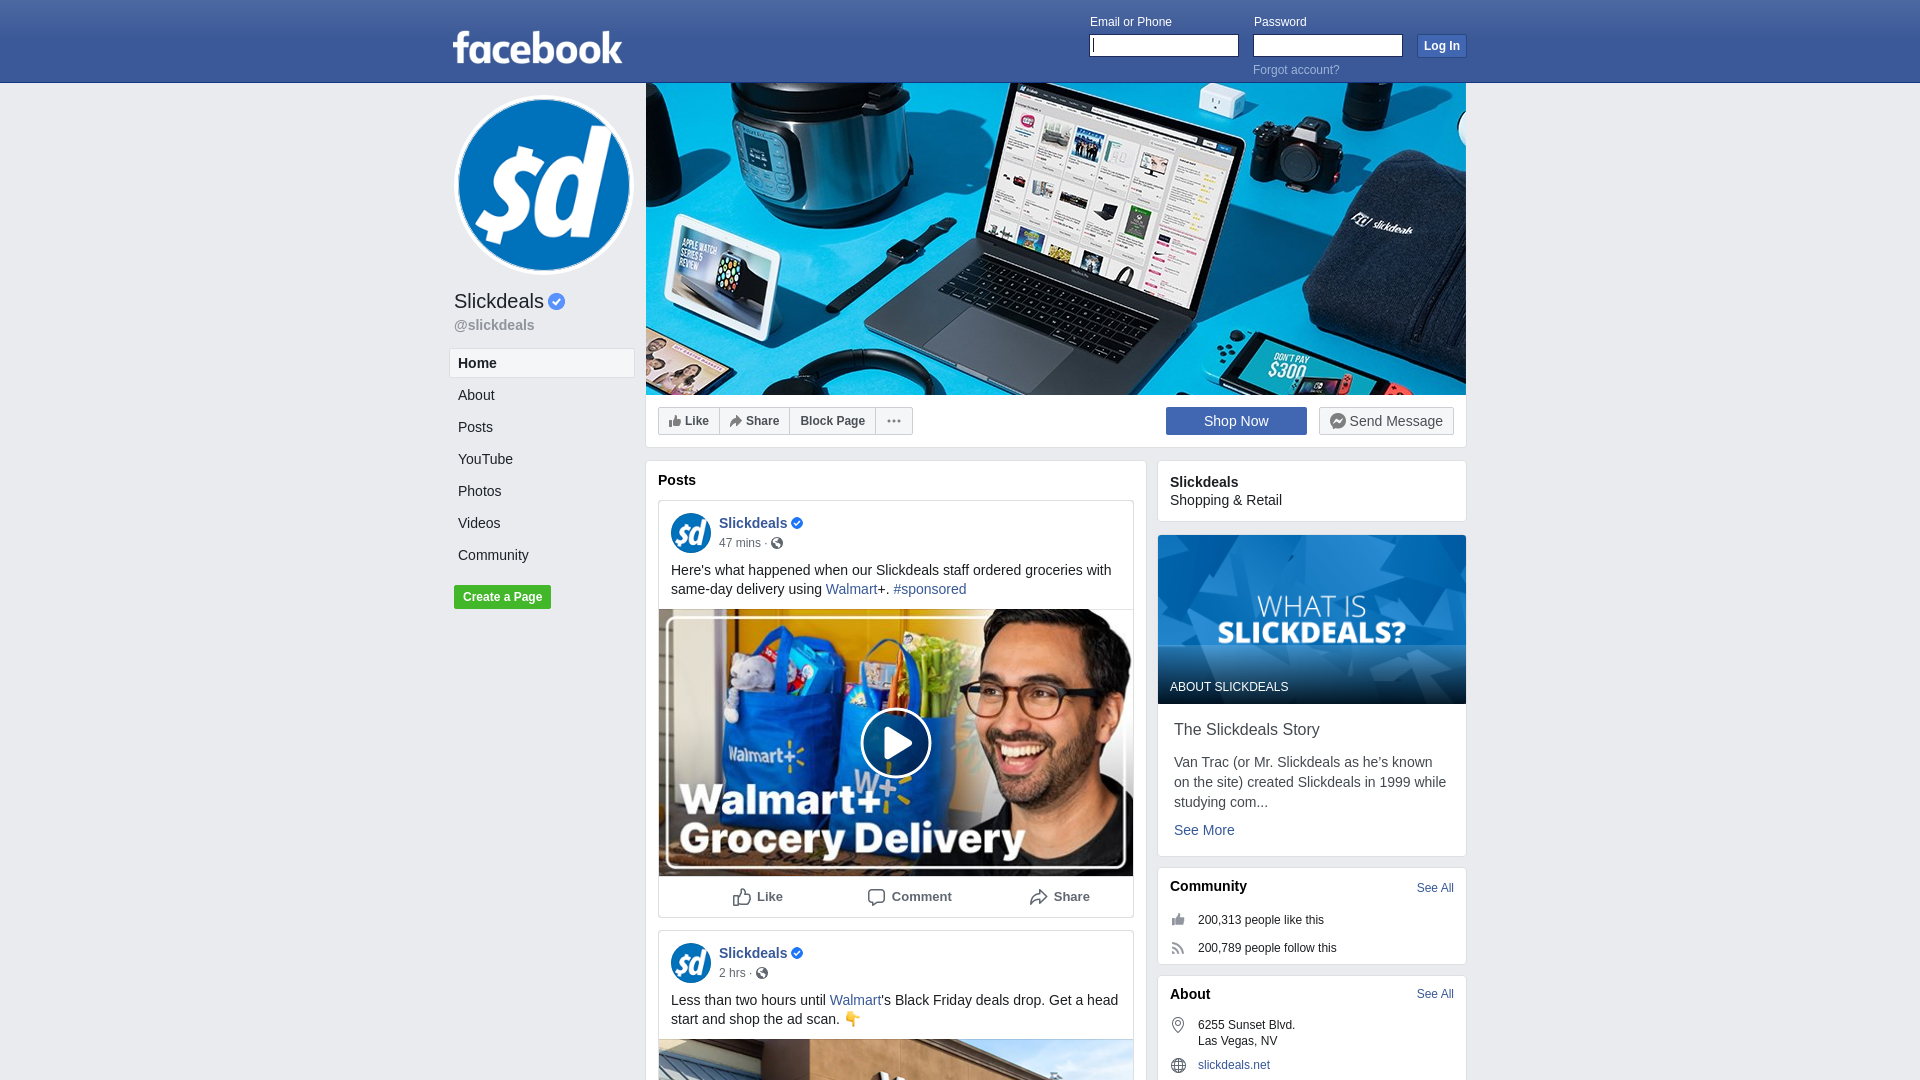 facebook
Email or Phone
Password
Log In
Forgot account?
$d
APPLE WATCH
SERIES 5
REVIEW
slickdeals
DON'T PAY
$300
Slickdeals
@slickdeals
Home
About
Posts
YouTube
Photos
Videos
Community
Create a Page
Like
Share
Block Page
Shop Now
Send Message
Posts
$d
Slickdeals
47 mins ·
Here's what happened when our Slickdeals staff ordered groceries with
same-day delivery using Walmart+. #sponsored
Walmart
W+
Walmart+
Grocery Delivery
Like
Comment
Share
$d
Slickdeals
2 hrs ·
Less than two hours until Walmart's Black Friday deals drop. Get a head
start and shop the ad scan. 👇
Slickdeals
Shopping & Retail
WHAT IS
SLICKDEALS?
ABOUT SLICKDEALS
The Slickdeals Story
Van Trac (or Mr. Slickdeals as he’s known
on the site) created Slickdeals in 1999 while
studying com...
See More
Community
See All
200,313 people like this
200,789 people follow this
About
See All
6255 Sunset Blvd.
Las Vegas, NV
slickdeals.net